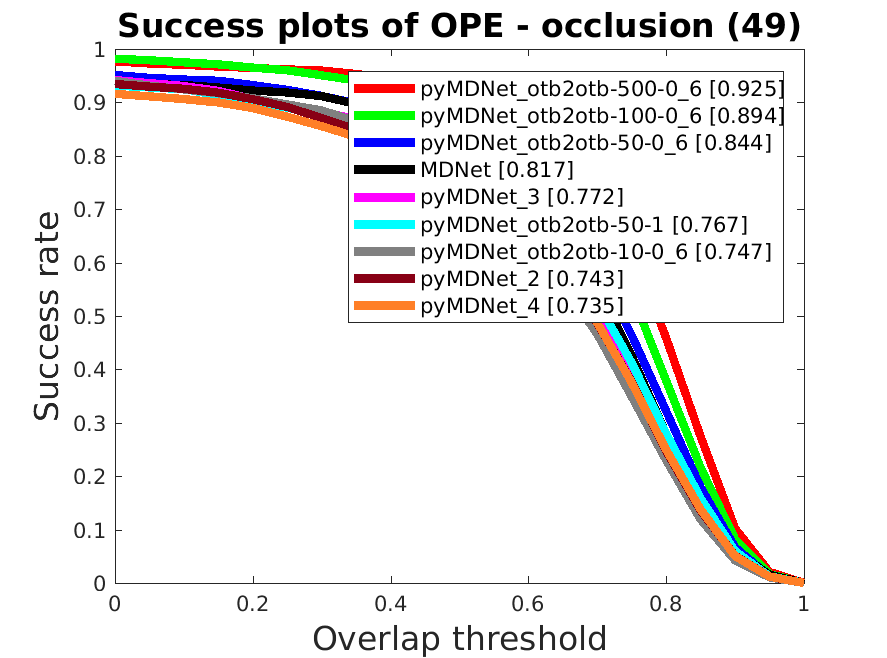 Success plots of OPE - occlusion (49)
1
0.9
0.8
0.7
0.6
0.5
0.4
0.3
0.2
0.1
0
Success rate
pyMDNet_otb2otb-500-0_6 [0.925]
pyMDNet_otb2otb-100-0_6 [0.894]
pyMDNet_otb2otb-50-0_6 [0.844]
MDNet [0.817]
pyMDNet_3 [0.772]
pyMDNet_otb2otb-50-1 [0.767]
pyMDNet_otb2otb-10-0_6 [0.747]
pyMDNet_2 [0.743]
pyMDNet_4 [0.735]
0 0.2 0.4 0.6 0.8 1
Overlap threshold